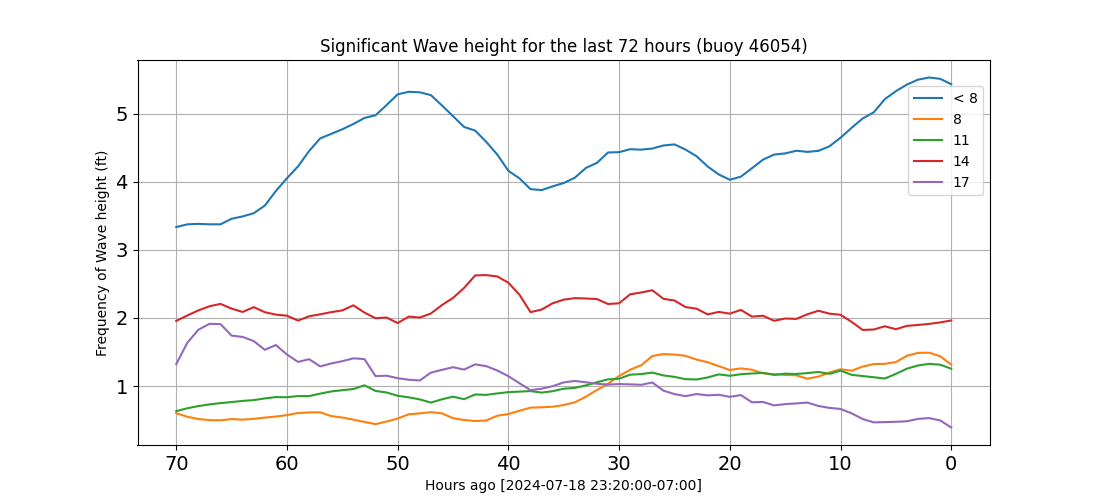 Significant Wave height for the last 72 hours (buoy 46054)
Frequency of Wave height (ft)
5
4
3
2
1
< 8
8
11
14
17
70 60 50 40 30 20 10 0
Hours ago [2024-07-18 23:20:00-07:00]